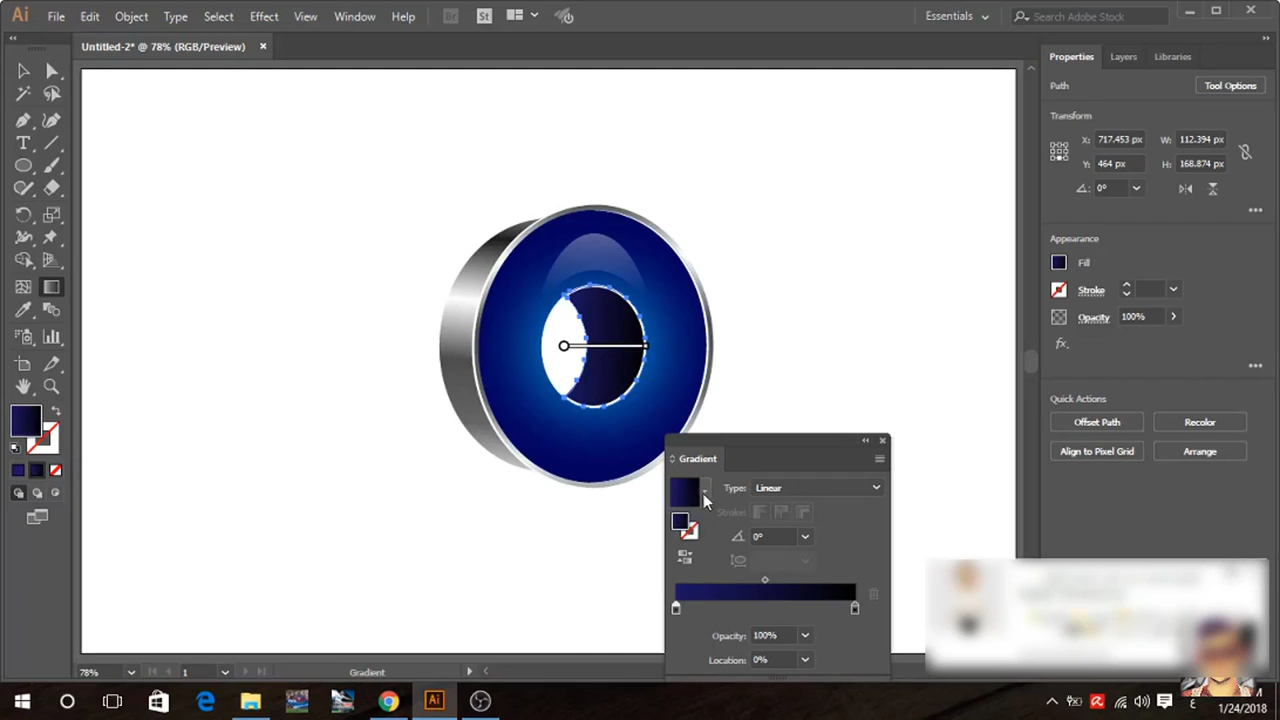 Ai File Edit Object Type Select Effect View Window Help Br St Essentials Search Adobe Stock
Untitled-2* @ 78% (RGB/Preview) ×
Properties Layers Libraries
Path Tool Options
Transform
X: 717.453 px W: 112.394 px
Y: 464 px H: 168.874 px
0°
Appearance
Fill
Stroke
Opacity 100%
fx.
Quick Actions
Offset Path Recolor
Align to Pixel Grid Arrange
Gradient
Type: Linear
Stroke:
0°
Opacity: 100%
Location: 0%
78% 1 Gradient
Ai 1/24/2018